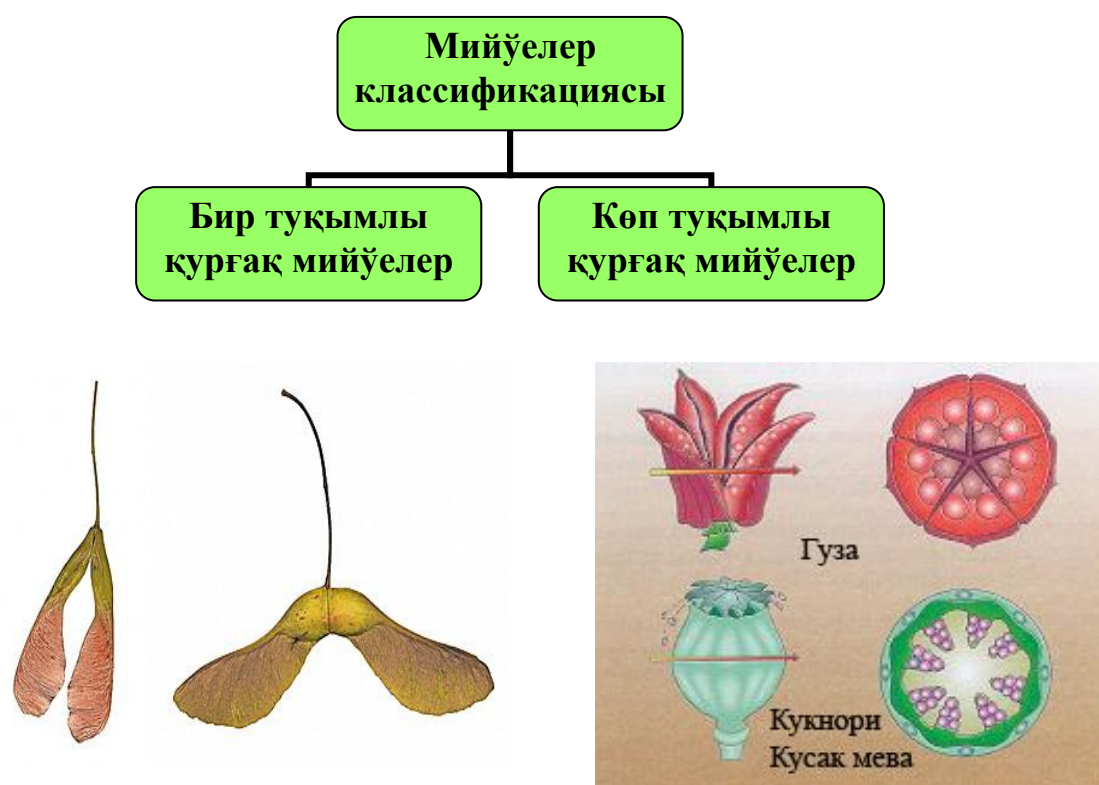 Мийўелер
классификациясы
Бир туқымлы
қурғақ мийўелер
Көп туқымлы
қурғақ мийўелер
Гуза
Кукнори
Кусак мева